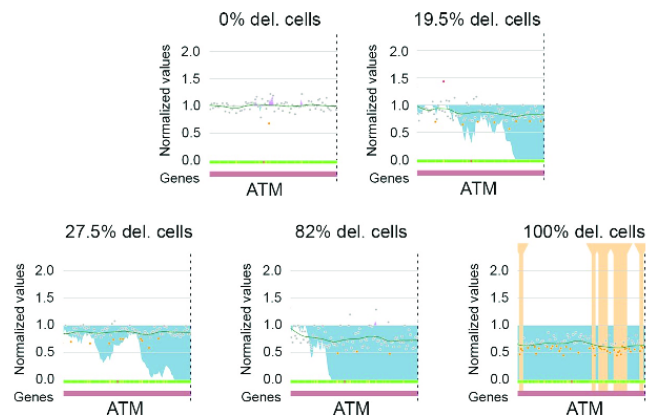 0% del. cells
Normalized values
2.0
1.5
1.0
0.5
0.0
Genes
ATM
19.5% del. cells
Normalized values
2.0
1.5
1.0
0.5
0.0
Genes
ATM
27.5% del. cells
Normalized values
2.0
1.5
1.0
0.5
0.0
Genes
ATM
82% del. cells
Normalized values
2.0
1.5
1.0
0.5
0.0
Genes
ATM
100% del. cells
Normalized values
2.0
1.5
1.0
0.5
0.0
Genes
ATM